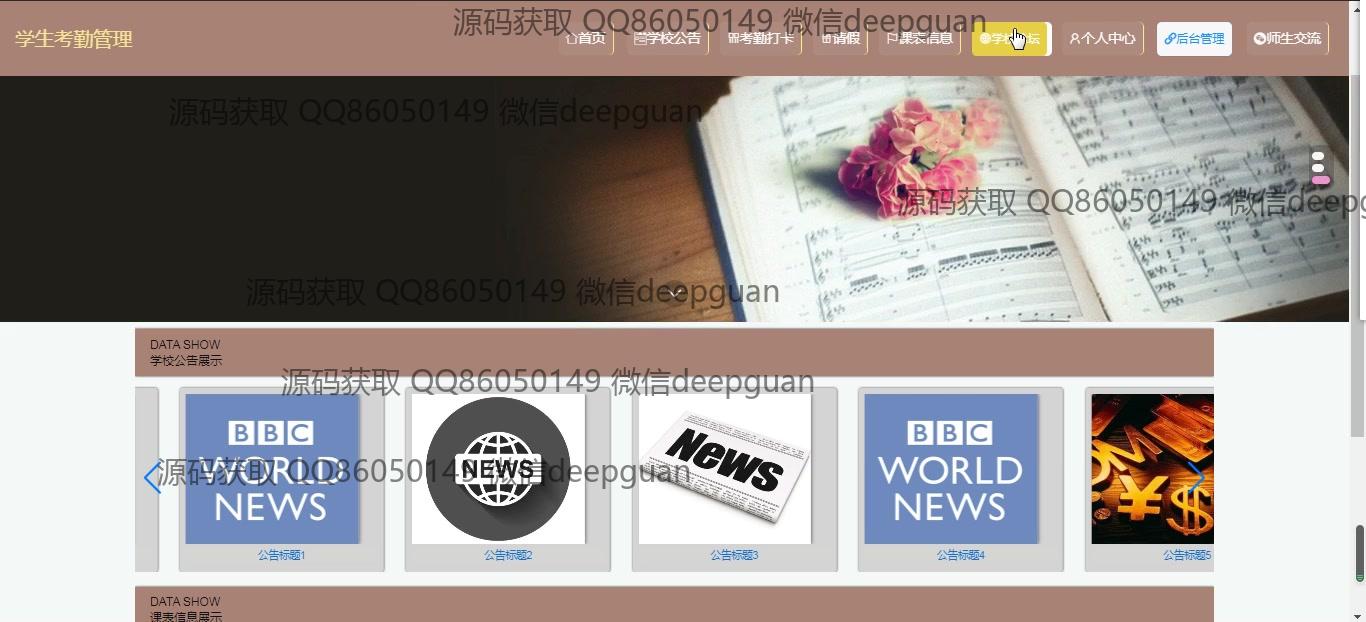 学生考勤管理
首页
学校公告
考勤打卡
请假
课表信息
学校论坛
个人中心
后台管理
师生交流
源码获取 QQ86050149 微信deepguan
源码获取 QQ86050149 微信deepguan
源码获取 QQ86050149 微信deepguan
源码获取 QQ86050149 微信deepguan
DATA SHOW
学校公告展示
源码获取 QQ86050149 微信deepguan
BBC
WORLD
NEWS
NEWS
News
BBC
WORLD
NEWS
源码获取 QQ86050149 微信deepguan
公告标题1
公告标题2
公告标题3
公告标题4
公告标题5
DATA SHOW
课表信息展示